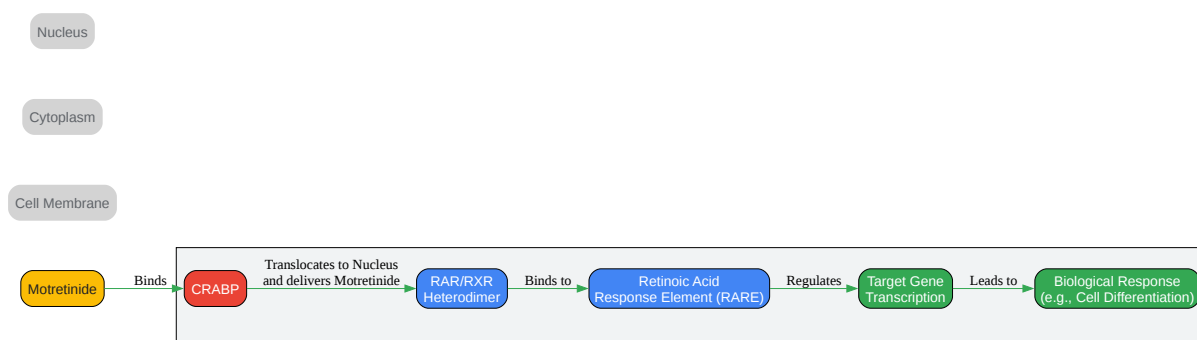 Nucleus
Cytoplasm
Cell Membrane
Motretinide
Binds
CRABP
Translocates to Nucleus
and delivers Motretinide
RAR/RXR
Heterodimer
Binds to
Retinoic Acid
Response Element (RARE)
Regulates
Target Gene
Transcription
Leads to
Biological Response
(e.g., Cell Differentiation)